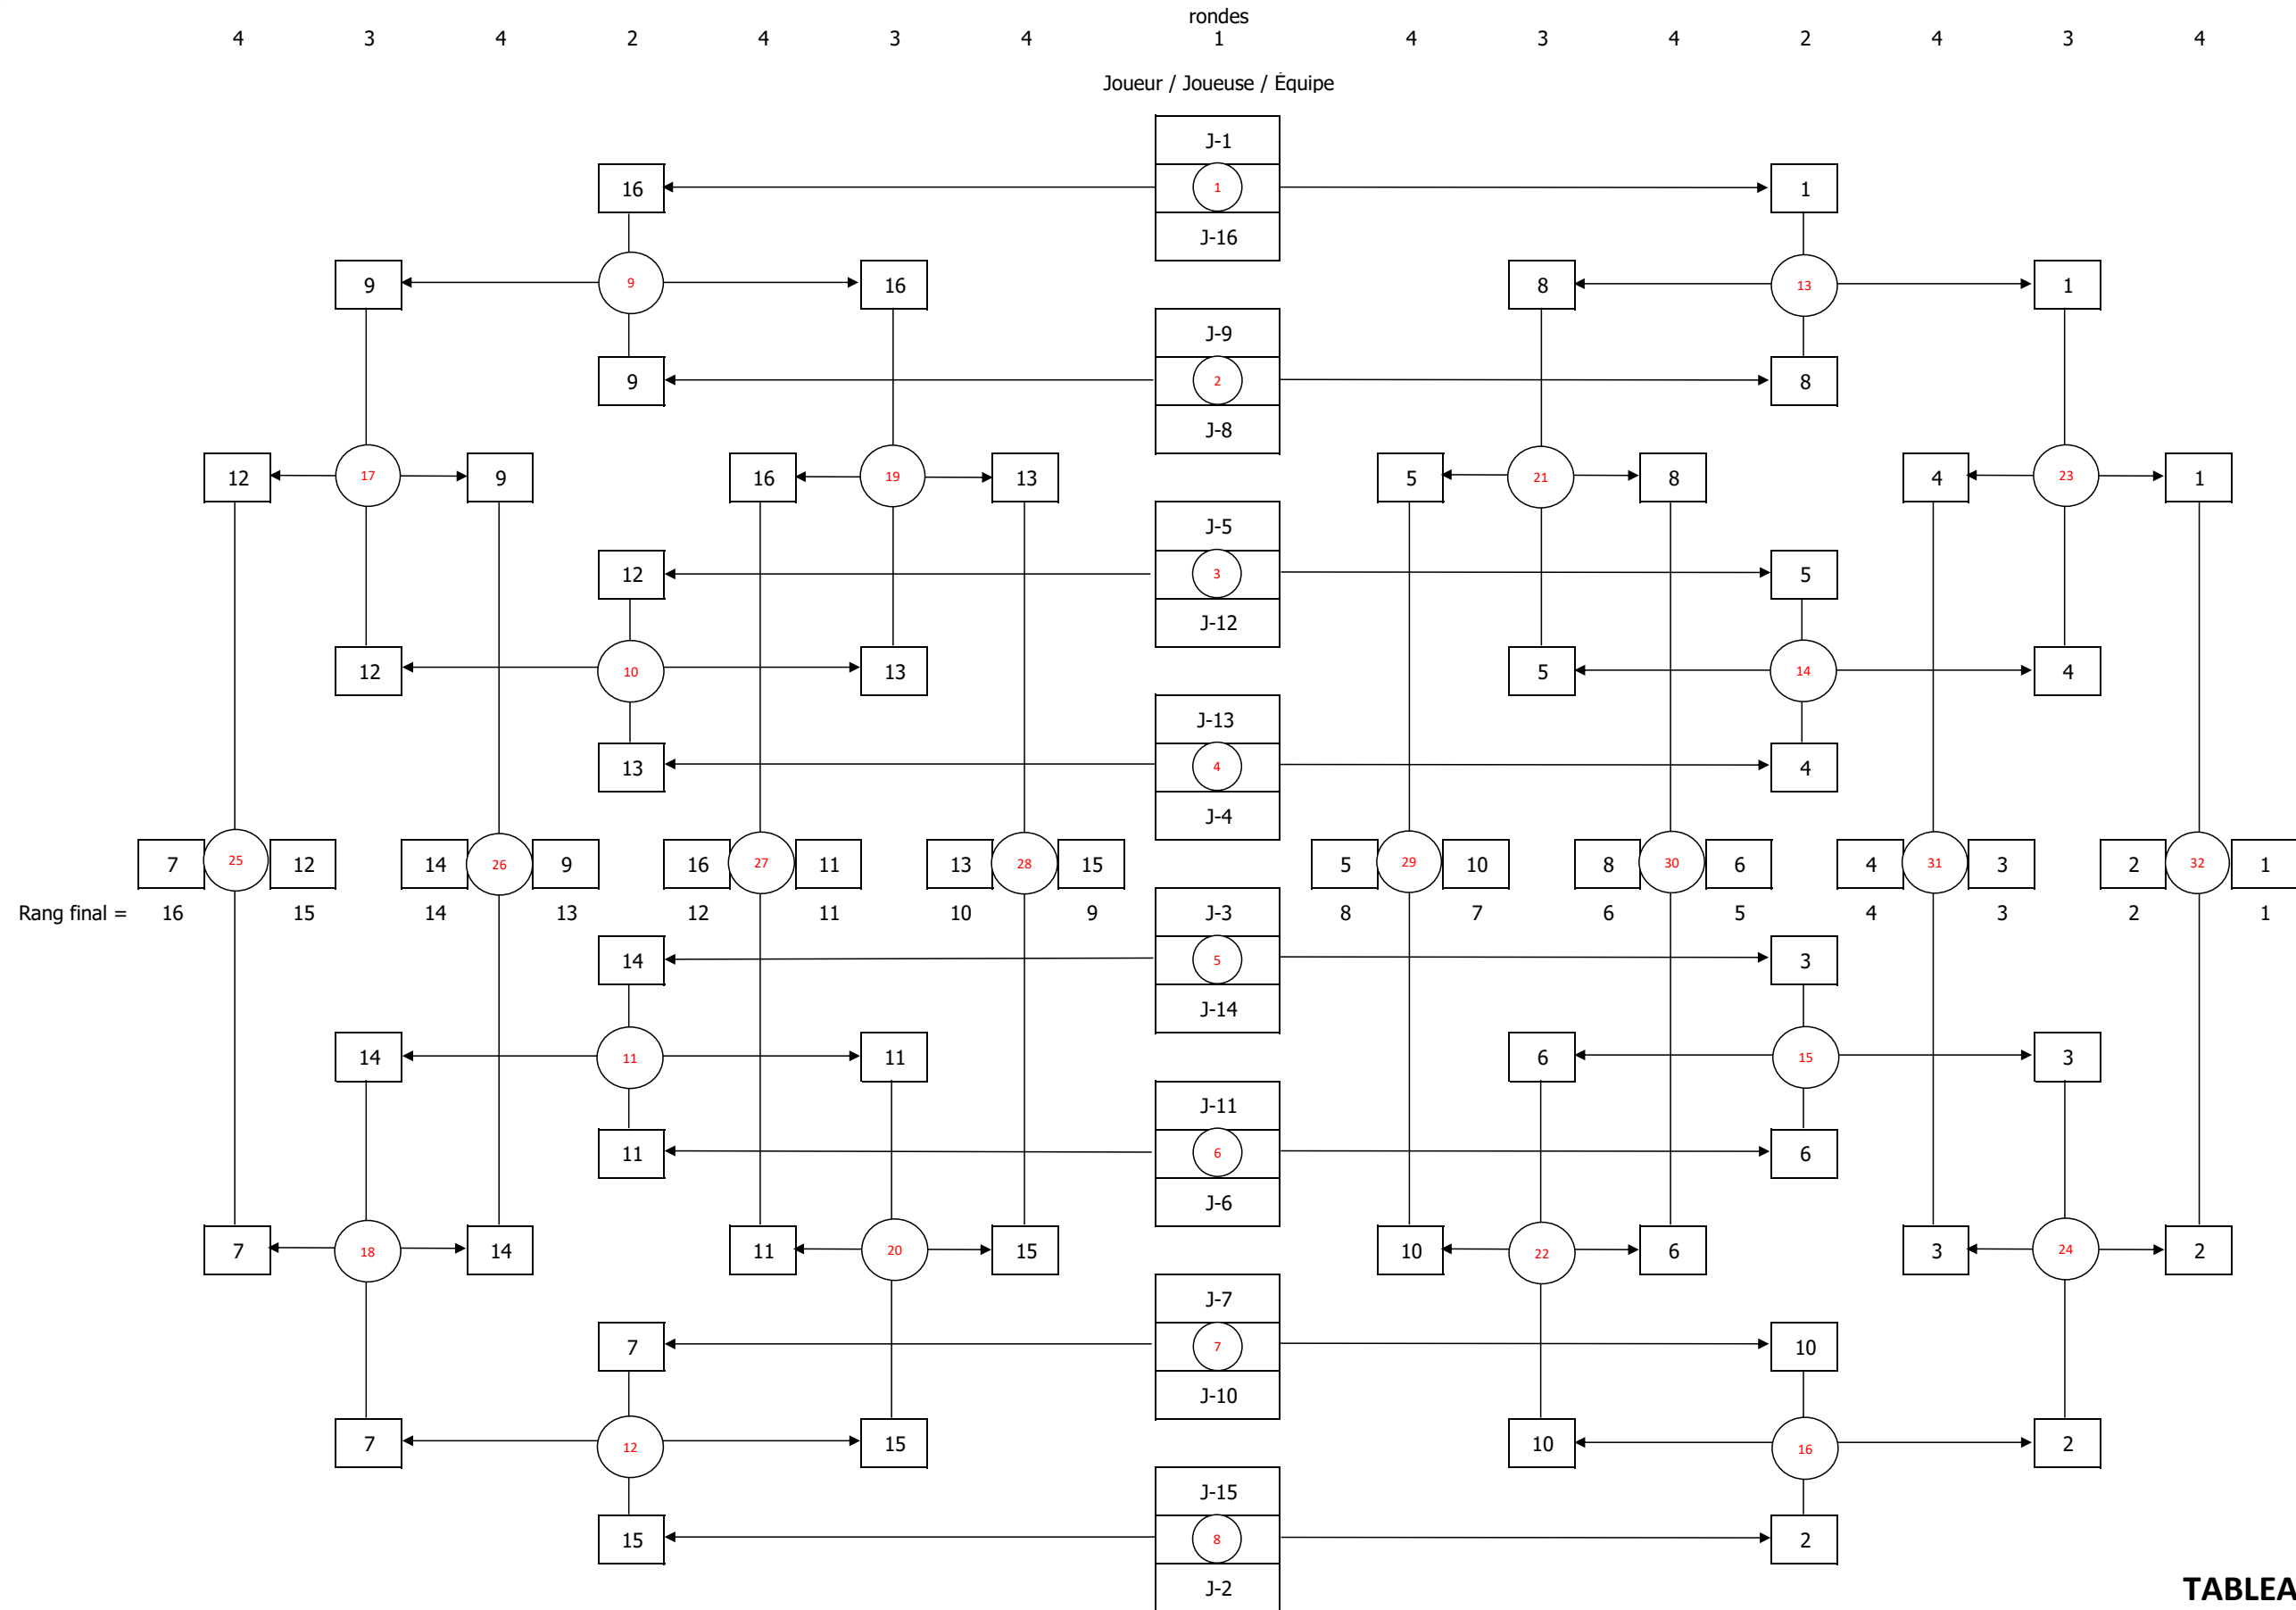 rondes
4 3 4 2 4 3 4 1 4 3 4 2 4 3 4
Joueur / Joueuse / Équipe
J-1
16 1 1
J-16
9 9 16 8 13 1
J-9
9 2 8
J-8
12 17 9 16 19 13 5 21 8 4 23 1
J-5
12 3 5
J-12
12 10 13 5 14 4
J-13
13 4 4
J-4
7 25 12 14 26 9 16 27 11 13 28 15 5 29 10 8 30 6 4 31 3 2 32 1
Rang final = 16 15 14 13 12 11 10 9 J-3 8 7 6 5 4 3 2 1
14 5 3
J-14
14 11 11 6 15 3
J-11
11 6 6
J-6
7 18 14 11 20 15 10 22 6 3 24 2
J-7
7 7 10
J-10
7 12 15 10 16 2
J-15
15 8 2
J-2
TABLEA